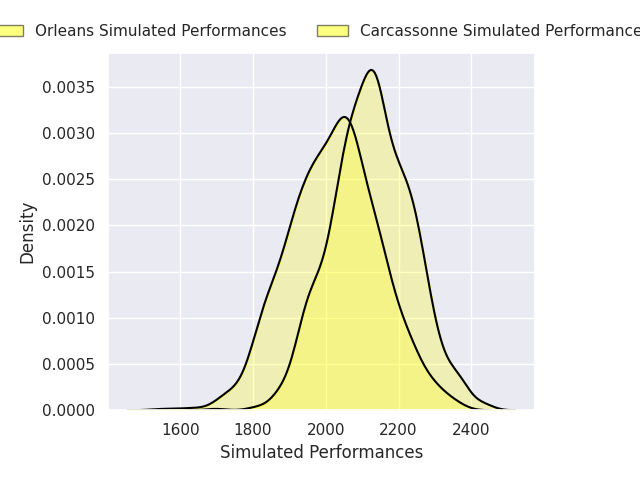 Orleans Simulated Performances
Carcassonne Simulated Performance
0.0035
0.0030
0.0025
0.0020
0.0015
0.0010
0.0005
0.0000
Density
1600 1800 2000 2200 2400
Simulated Performances